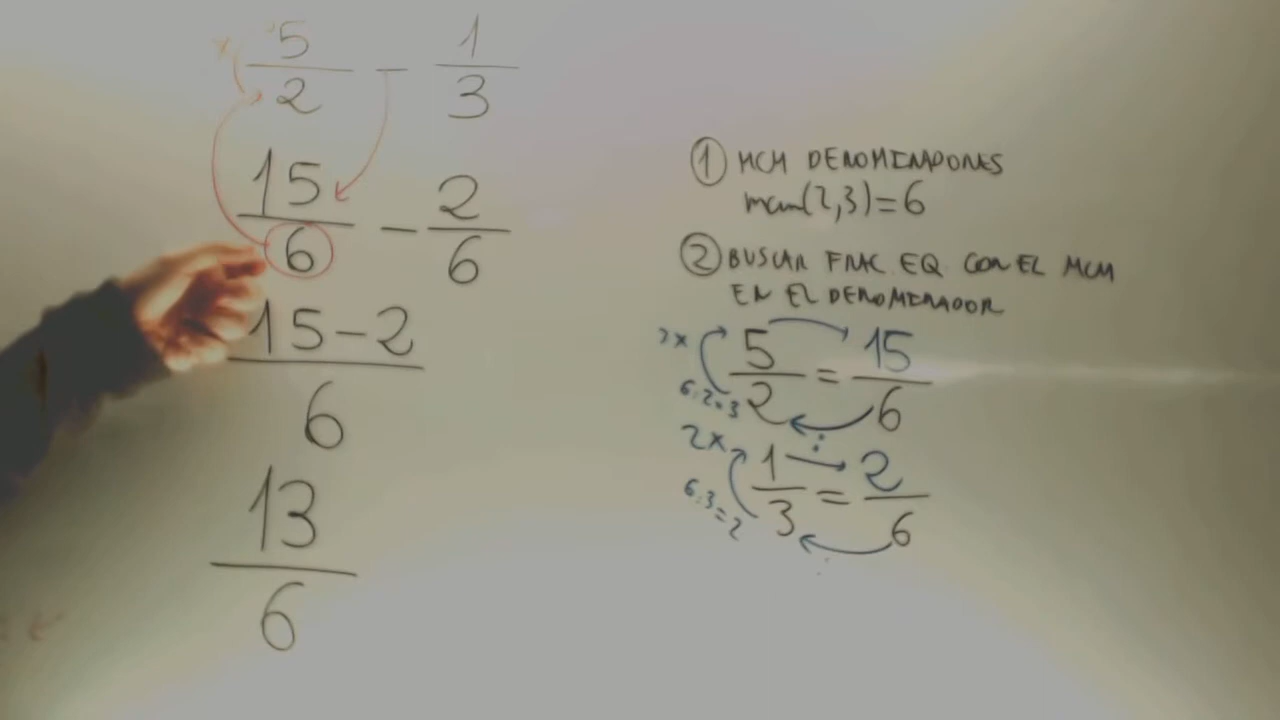 5/2 - 1/3
15/6 - 2/6
15-2/6
13/6
① MCM DENOMINADORES
mcm(2,3)=6
② BUSCAR FRAC. EQ. CON EL MCM
EN EL DENOMINADOR
3x 5/2 = 15/6
6:2=3 :
2x 1/3 = 2/6
6:3=2 :